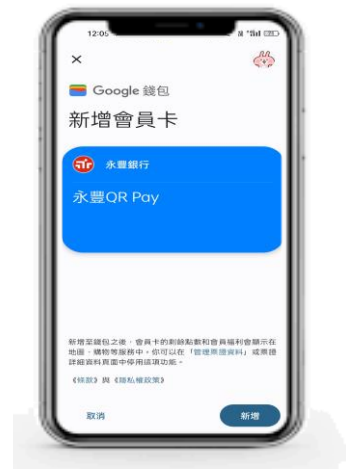 12:05
Google 錢包
新增會員卡
永豐銀行
永豐QR Pay
新增至錢包之後，會員卡的剩餘點數和會員福利會顯示在
地圖、購物等服務中。你可以在「管理票證資料」或票證
詳細資料頁面中停用這項功能。
《條款》與《隱私權政策》
取消
新增